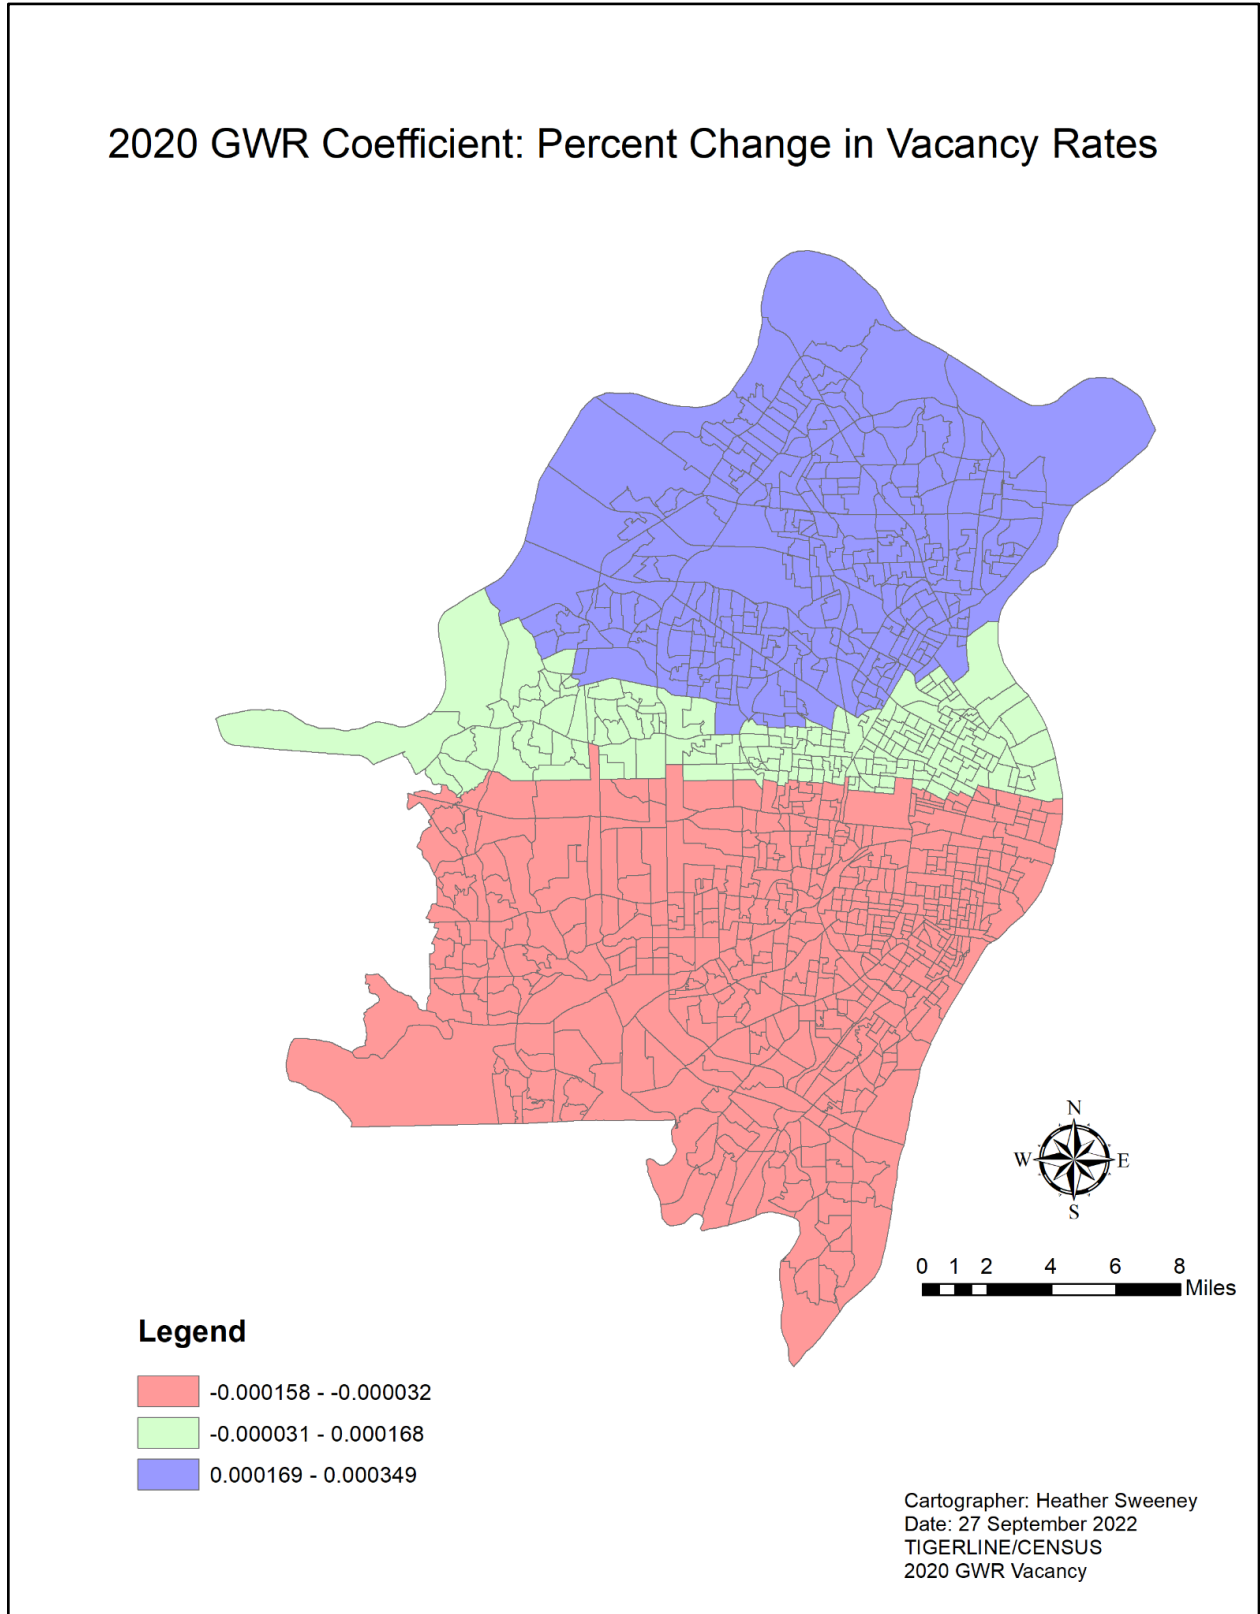 2020 GWR Coefficient: Percent Change in Vacancy Rates
N
W E
S
0 1 2 4 6 8
Miles
Legend
-0.000158 - -0.000032
-0.000031 - 0.000168
0.000169 - 0.000349
Cartographer: Heather Sweeney
Date: 27 September 2022
TIGERLINE/CENSUS
2020 GWR Vacancy